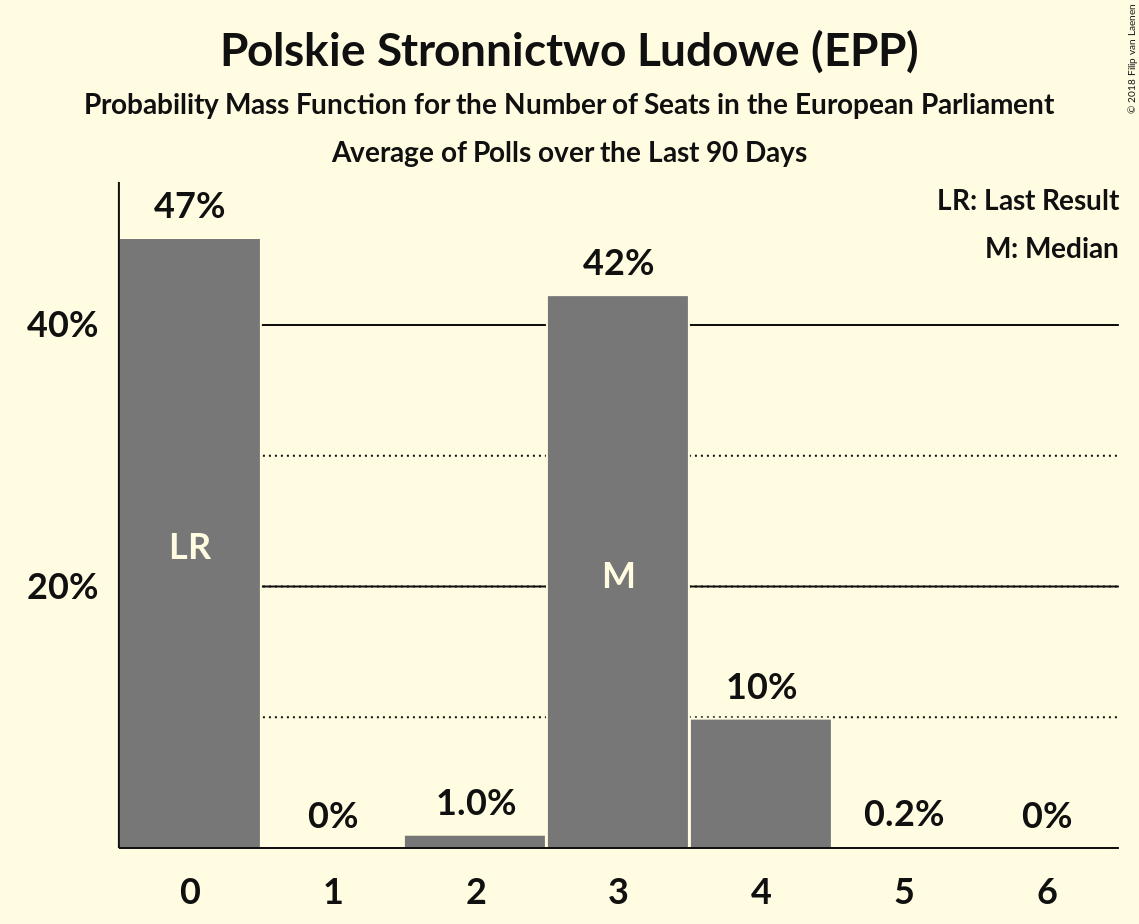 Polskie Stronnictwo Ludowe (EPP)
Probability Mass Function for the Number of Seats in the European Parliament
Average of Polls over the Last 90 Days
© 2018 Filip van Laenen
LR: Last Result
M: Median
47%
42%
40%
LR
M
20%
10%
0%
1.0%
0.2%
0%
0 1 2 3 4 5 6